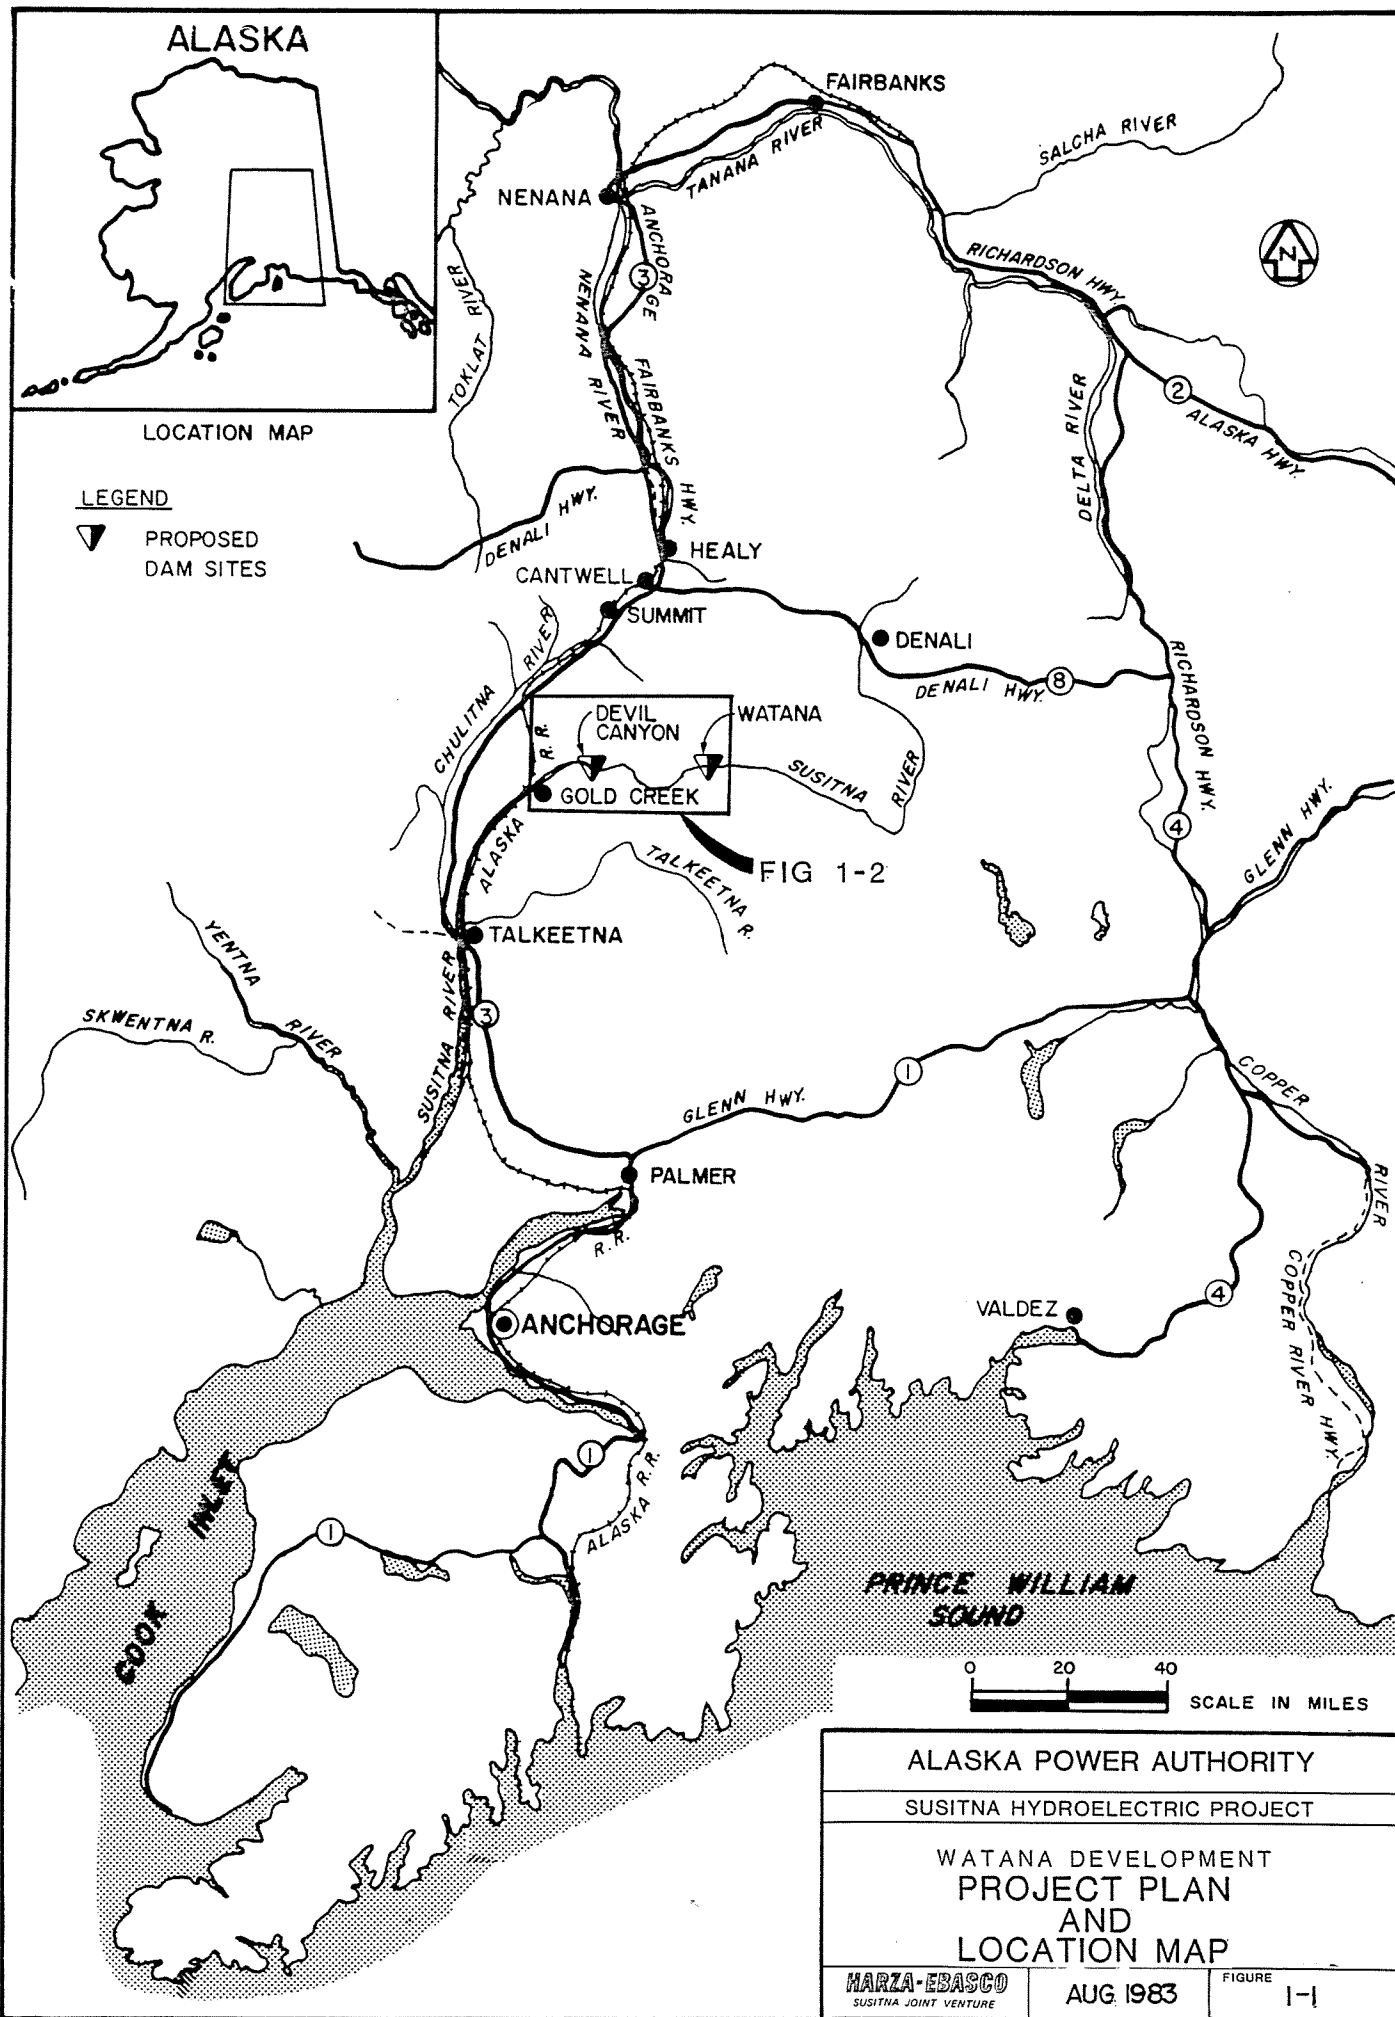 ALASKA
LOCATION MAP
LEGEND
PROPOSED
DAM SITES
FAIRBANKS
TANANA RIVER
SALCHA RIVER
NENANA
ANCHORAGE
3
FAIRBANKS
HWY.
NENANA RIVER
TOKLAT RIVER
N
RICHARDSON HWY.
2
ALASKA HWY.
DELTA RIVER
DENALI HWY.
HEALY
CANTWELL
SUMMIT
DENALI
DENALI HWY.
8
RICHARDSON HWY.
CHULITNA RIVER
R. R.
DEVIL
CANYON
WATANA
SUSITNA RIVER
GOLD CREEK
ALASKA
FIG 1-2
TALKEETNA R.
4
GLENN HWY.
TALKEETNA
YENTNA RIVER
SKWENTNA R.
SUSITNA RIVER
3
1
GLENN HWY.
COPPER RIVER
PALMER
R. R.
COPPER RIVER HWY.
ANCHORAGE
VALDEZ
4
1
ALASKA R.R.
1
COOK INLET
PRINCE WILLIAM
SOUND
0 20 40
SCALE IN MILES
ALASKA POWER AUTHORITY
SUSITNA HYDROELECTRIC PROJECT
WATANA DEVELOPMENT
PROJECT PLAN
AND
LOCATION MAP
HARZA-EBASCO
SUSITNA JOINT VENTURE
AUG 1983
FIGURE
1-1